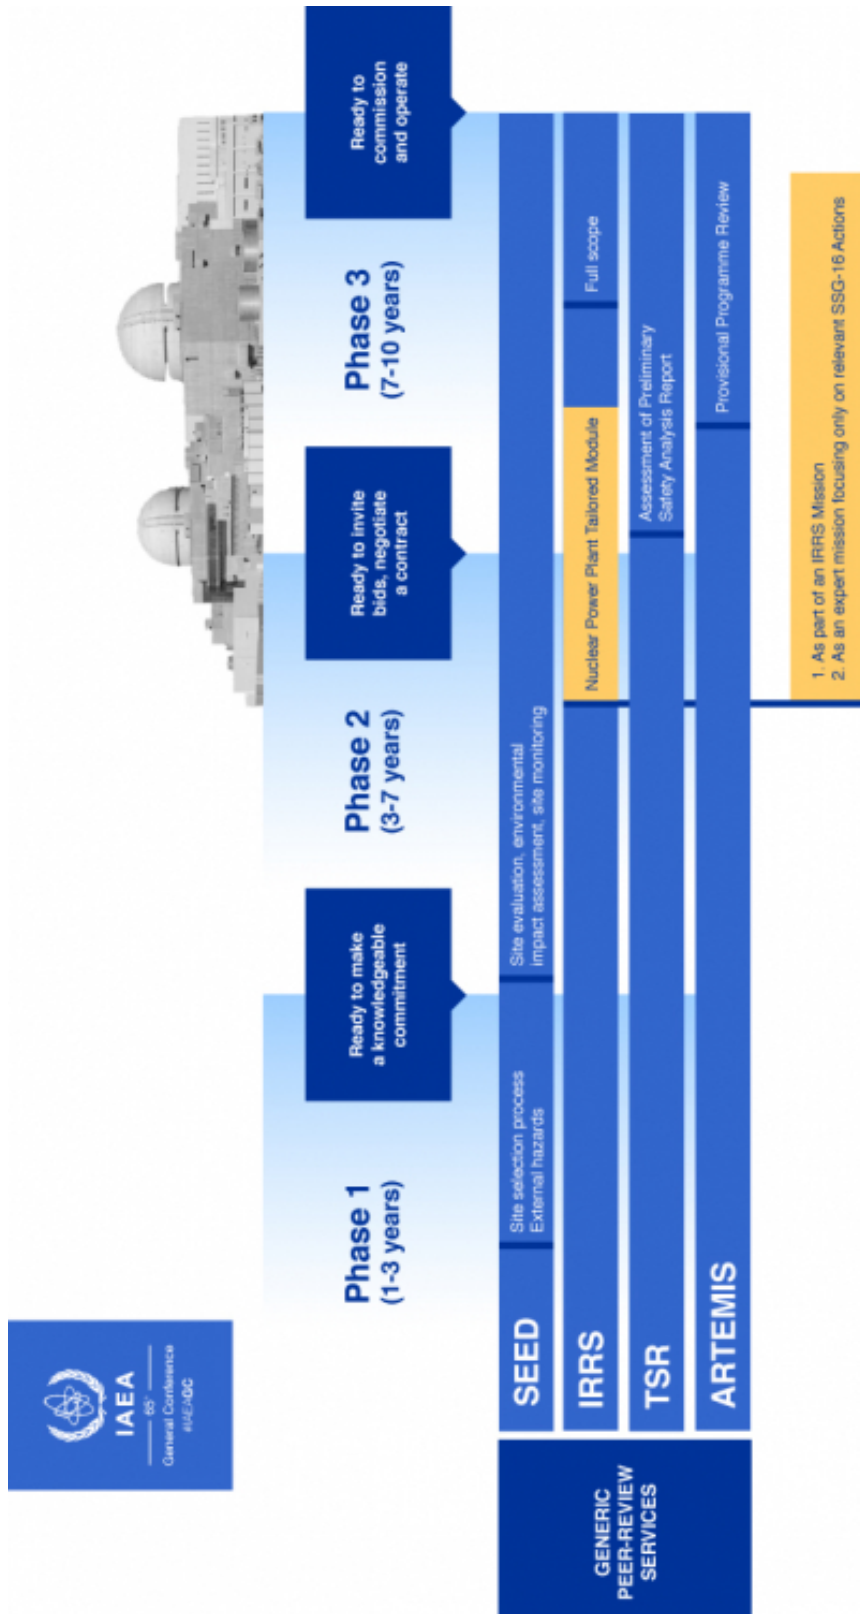 IAEA
65th
General Conference
#IAEAGC
Phase 1
(1-3 years)
Ready to make
a knowledgeable
commitment
Phase 2
(3-7 years)
Ready to invite
bids, negotiate
a contract
Phase 3
(7-10 years)
Ready to
commission
and operate
GENERIC
PEER-REVIEW
SERVICES
SEED
Site selection process
External hazards
Site evaluation, environmental
impact assessment, site monitoring
IRRS
Nuclear Power Plant Tailored Module
Full scope
TSR
Assessment of Preliminary
Safety Analysis Report
ARTEMIS
Provisional Programme Review
1. As part of an IRRS Mission
2. As an expert mission focusing only on relevant SSG-16 Actions